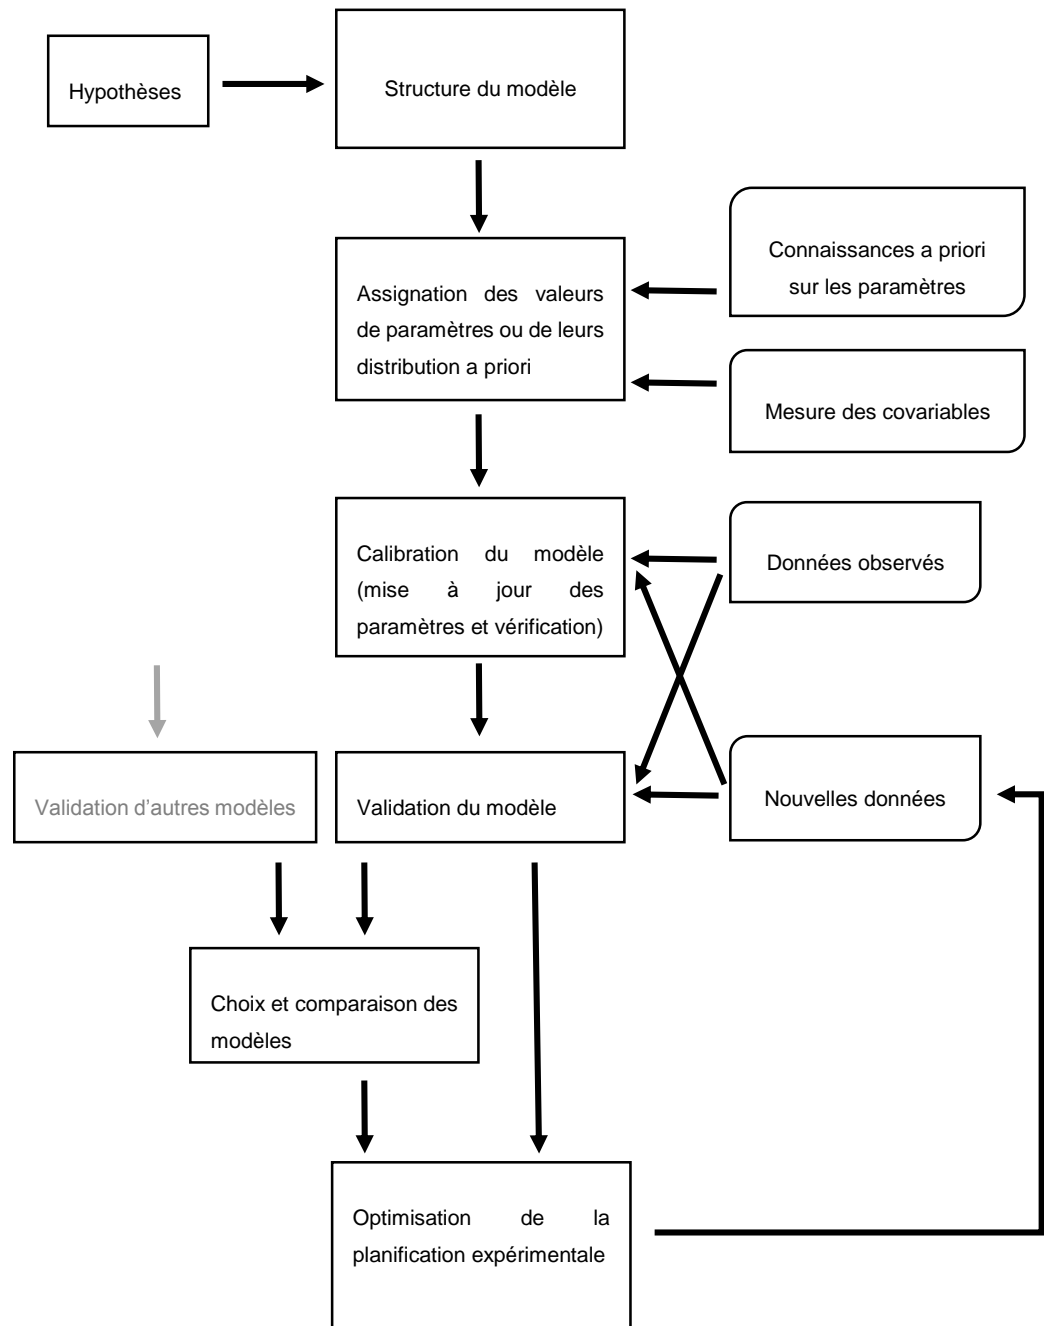 Hypothèses
Structure du modèle
Connaissances a priori
sur les paramètres
Assignation des valeurs
de paramètres ou de leurs
distribution a priori
Mesure des covariables
Calibration du modèle
(mise à jour des
paramètres et vérification)
Données observés
Validation d'autres modèles
Validation du modèle
Nouvelles données
Choix et comparaison des
modèles
Optimisation de la
planification expérimentale